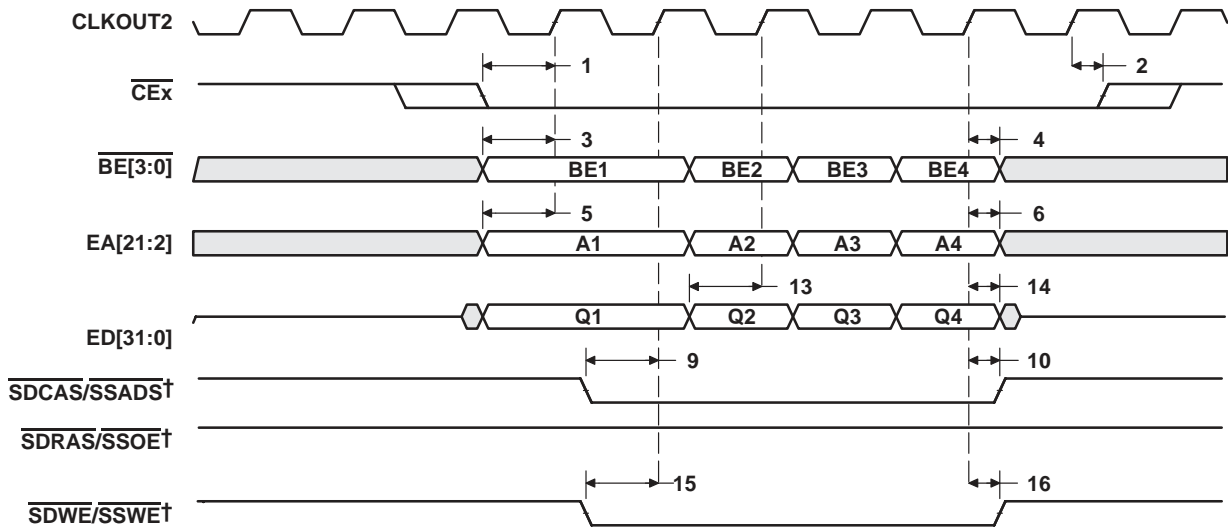 CLKOUT2
1 2
CEx
3 4
BE[3:0] BE1 BE2 BE3 BE4
5 6
EA[21:2] A1 A2 A3 A4
13 14
ED[31:0] Q1 Q2 Q3 Q4
9 10
SDCAS/SSADS†
SDRAS/SSOE†
15 16
SDWE/SSWE†